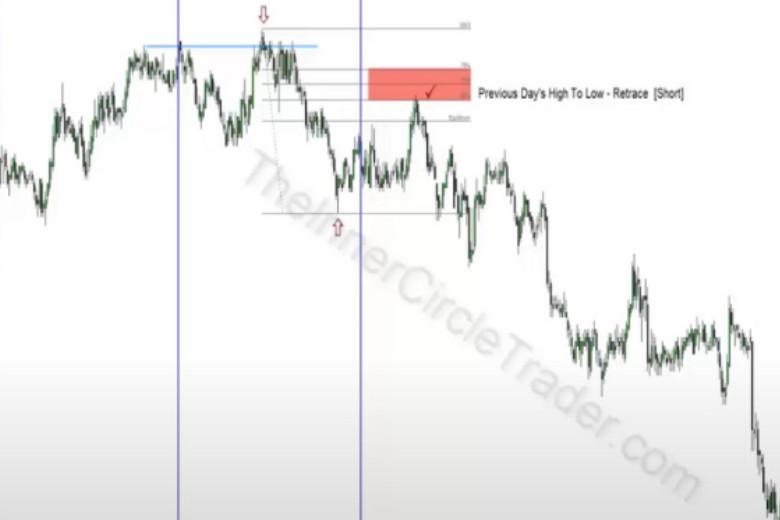 Previous Day's High To Low - Retrace [Short]
TheInnerCircleTrader.com